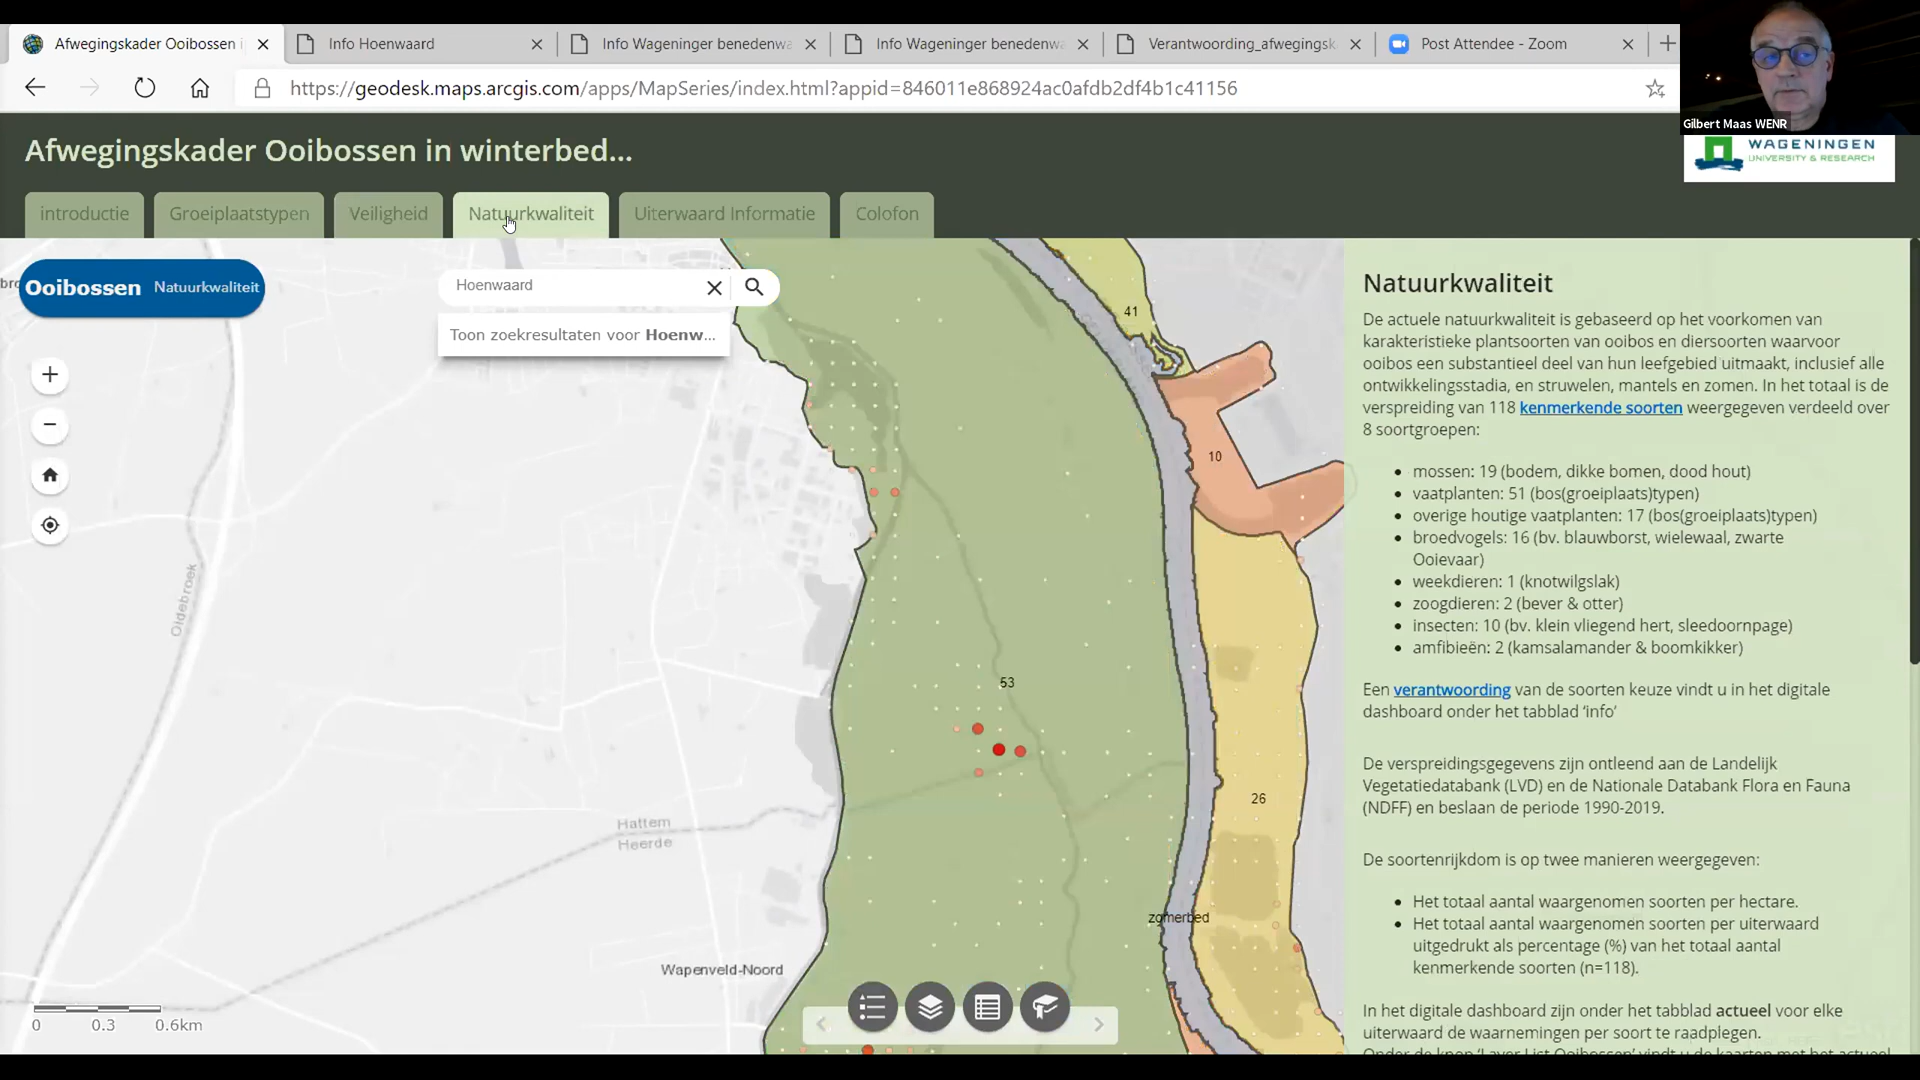 Afwegingskader Ooibossen i
Info Hoenwaard
Info Wageninger benedenwa
Info Wageninger benedenwa
Verantwoording_afwegingsk
Post Attendee - Zoom
https://geodesk.maps.arcgis.com/apps/MapSeries/index.html?appid=846011e868924ac0afdb2df4b1c41156
Gilbert Maas WENR
Afwegingskader Ooibossen in winterbed...
WAGENINGEN
UNIVERSITY & RESEARCH
introductie
Groeiplaatstypen
Veiligheid
Natuurkwaliteit
Uiterwaard Informatie
Colofon
Ooibossen Natuurkwaliteit
Hoenwaard
Toon zoekresultaten voor Hoenw...
41
10
53
26
zomerbed
Oldebroek
Hattem
Heerde
Wapenveld-Noord
0 0.3 0.6km
Natuurkwaliteit
De actuele natuurkwaliteit is gebaseerd op het voorkomen van
karakteristieke plantsoorten van ooibos en diersoorten waarvoor
ooibos een substantieel deel van hun leefgebied uitmaakt, inclusief alle
ontwikkelingsstadia, en struwelen, mantels en zomen. In het totaal is de
verspreiding van 118 kenmerkende soorten weergegeven verdeeld over
8 soortgroepen:
• mossen: 19 (bodem, dikke bomen, dood hout)
• vaatplanten: 51 (bos(groeiplaats)typen)
• overige houtige vaatplanten: 17 (bos(groeiplaats)typen)
• broedvogels: 16 (bv. blauwborst, wielewaal, zwarte
Ooievaar)
• weekdieren: 1 (knotwilgslak)
• zoogdieren: 2 (bever & otter)
• insecten: 10 (bv. klein vliegend hert, sleedoornpage)
• amfibieën: 2 (kamsalamander & boomkikker)
Een verantwoording van de soorten keuze vindt u in het digitale
dashboard onder het tabblad 'info'
De verspreidingsgegevens zijn ontleend aan de Landelijk
Vegetatiedatabank (LVD) en de Nationale Databank Flora en Fauna
(NDFF) en beslaan de periode 1990-2019.
De soortenrijkdom is op twee manieren weergegeven:
• Het totaal aantal waargenomen soorten per hectare.
• Het totaal aantal waargenomen soorten per uiterwaard
uitgedrukt als percentage (%) van het totaal aantal
kenmerkende soorten (n=118).
In het digitale dashboard zijn onder het tabblad actueel voor elke
uiterwaard de waarnemingen per soort te raadplegen.
Onder de knop 'Layer List Ooibossen' vindt u de kaarten met het actueel